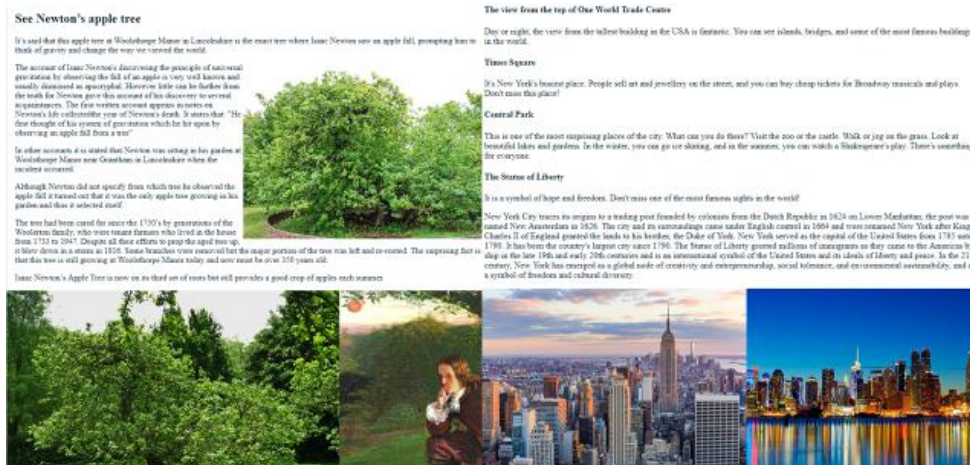 See Newton's apple tree
It's said that this apple tree at Woolsthorpe Manor in Lincolnshire is the exact tree where Isaac Newton saw an apple fall, prompting him to
think of gravity and change the way we viewed the world.
The account of Isaac Newton's discovering the principle of universal
gravitation by observing the fall of an apple is very well known and
usually dismissed as apocryphal. However little can be further from
the truth for Newton gave this account of his discovery to several
acquaintances. The first written account appears in notes on
Newton's life collected the year of Newton's death. It states that: "He
first thought of his system of gravitation which he hit upon by
observing an apple fall from a tree"
In other accounts it is stated that Newton was sitting in his garden at
Woolsthorpe Manor near Grantham in Lincolnshire when the
incident occurred.
Although Newton did not specify from which tree he observed the
apple fall it turned out that it was the only apple tree growing in his
garden and thus it selected itself.
The tree had been cared for since the 1730's by generations of the
Woolerton family, who were tenant farmers who lived in the house
from 1733 to 1947. Despite all their efforts to prop the aged tree up,
it blew down in a storm in 1816. Some branches were removed but the major portion of the tree was left and re-rooted. The surprising fact is
that this tree is still growing at Woolsthorpe Manor today and now must be over 350 years old.
Isaac Newton's Apple Tree is now on its third set of roots but still provides a good crop of apples each summer.
The view from the top of One World Trade Centre
Day or night, the view from the tallest building in the USA is fantastic. You can see islands, bridges, and some of the most famous buildings
in the world.
Times Square
It's New York's busiest place. People sell art and jewellery on the street, and you can buy cheap tickets for Broadway musicals and plays.
Don't miss this place!
Central Park
This is one of the most surprising places of the city. What can you do there? Visit the zoo or the castle. Walk or jog on the grass. Look at
beautiful lakes and gardens. In the winter, you can go ice skating, and in the summer, you can watch a Shakespeare's play. There's something
for everyone.
The Statue of Liberty
It is a symbol of hope and freedom. Don't miss one of the most famous sights in the world!
New York City traces its origins to a trading post founded by colonists from the Dutch Republic in 1624 on Lower Manhattan; the post was
named New Amsterdam in 1626. The city and its surroundings came under English control in 1664 and were renamed New York after King
Charles II of England granted the lands to his brother, the Duke of York. New York served as the capital of the United States from 1785 until
1790. It has been the country's largest city since 1790. The Statue of Liberty greeted millions of immigrants as they came to the Americas by
ship in the late 19th and early 20th centuries and is an international symbol of the United States and its ideals of liberty and peace. In the 21
century, New York has emerged as a global node of creativity and entrepreneurship, social tolerance, and environmental sustainability, and
a symbol of freedom and cultural diversity.